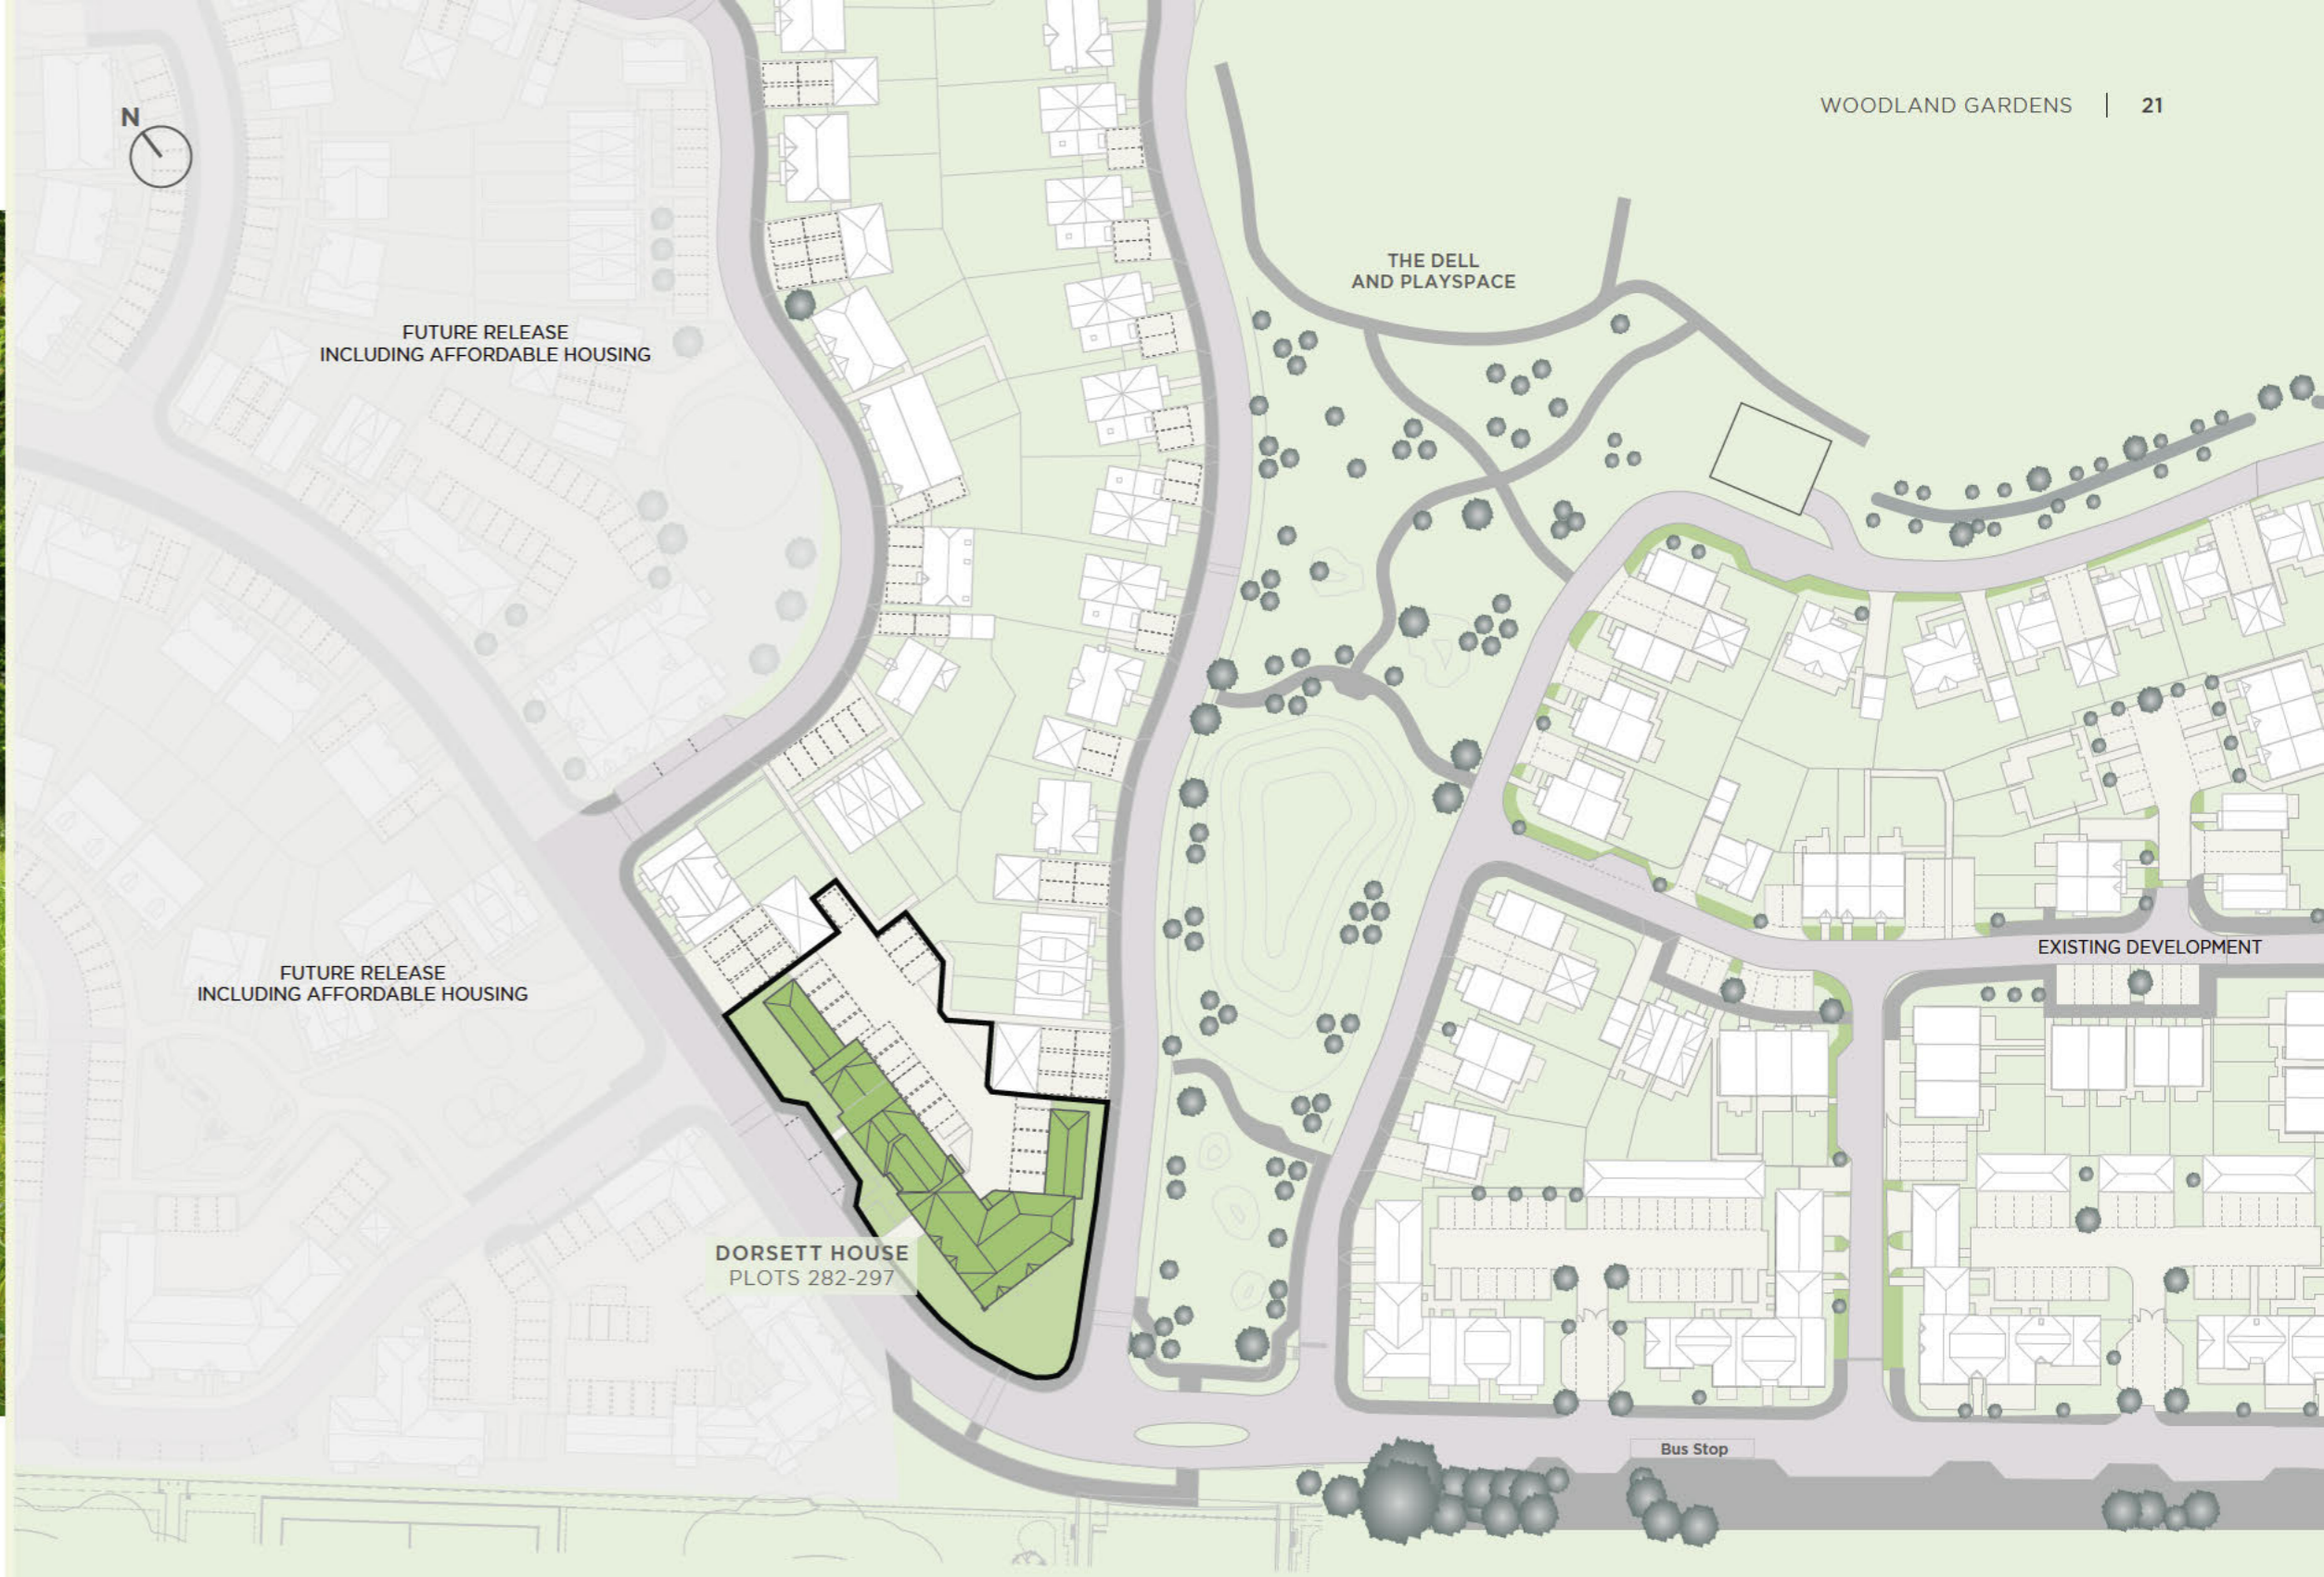 WOODLAND GARDENS | 21
N
THE DELL
AND PLAYSPACE
FUTURE RELEASE
INCLUDING AFFORDABLE HOUSING
EXISTING DEVELOPMENT
FUTURE RELEASE
INCLUDING AFFORDABLE HOUSING
DORSETT HOUSE
PLOTS 282-297
Bus Stop